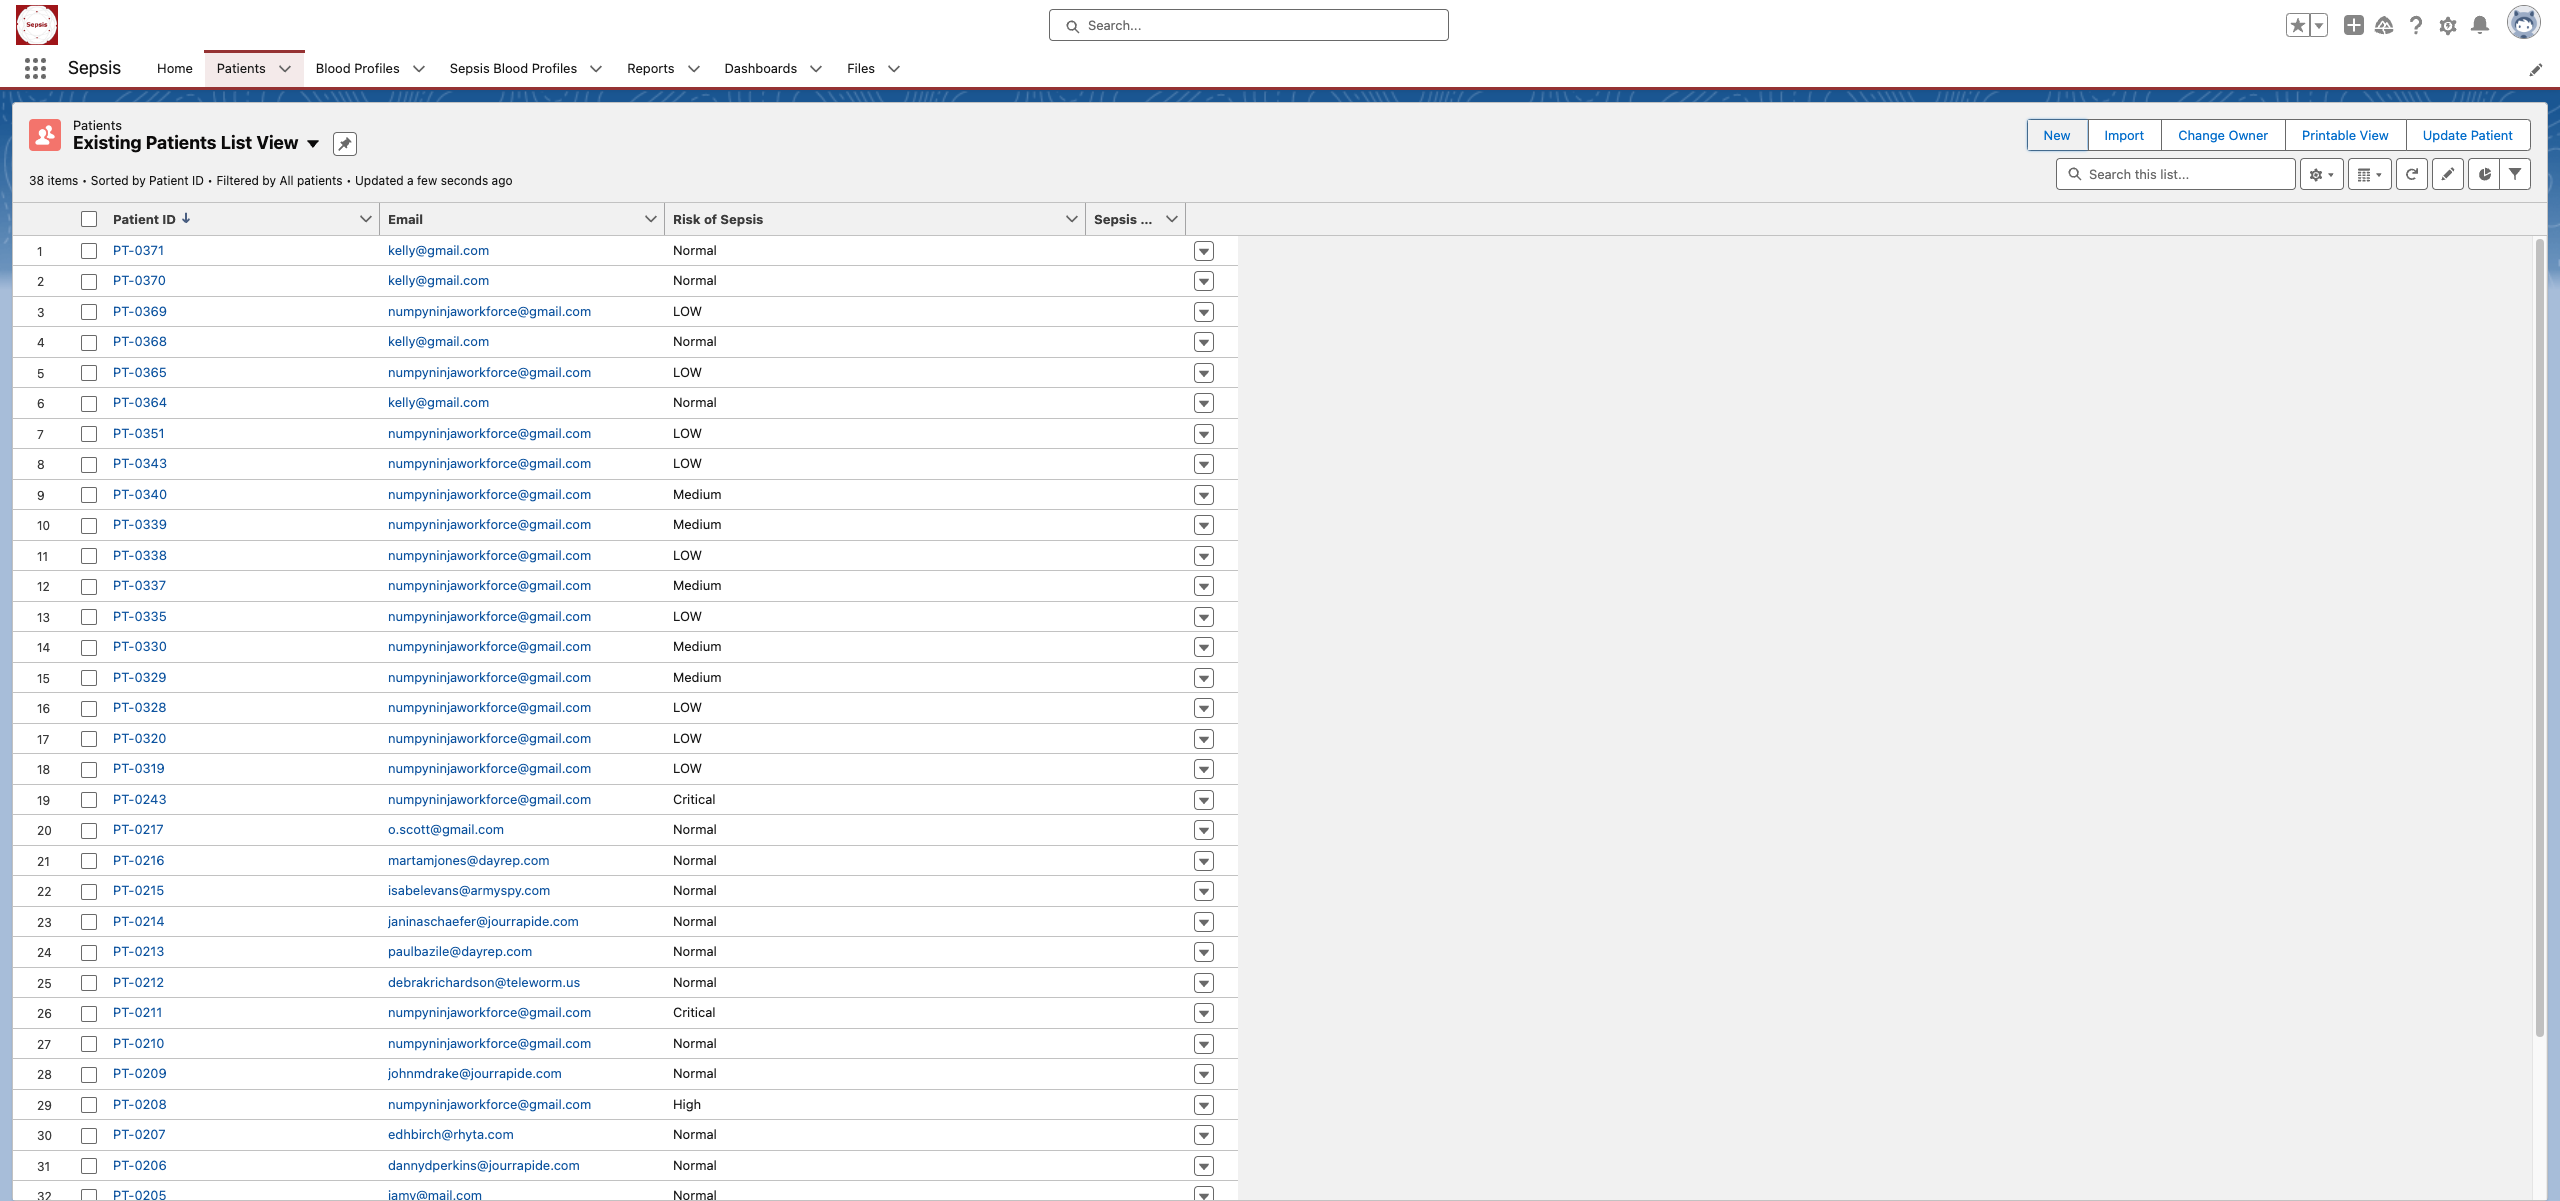 Sepsis
Search...
Sepsis Home Patients Blood Profiles Sepsis Blood Profiles Reports Dashboards Files
Patients
Existing Patients List View
New Import Change Owner Printable View Update Patient
38 items • Sorted by Patient ID • Filtered by All patients • Updated a few seconds ago
Search this list...
Patient ID Email Risk of Sepsis Sepsis ...
1 PT-0371 kelly@gmail.com Normal
2 PT-0370 kelly@gmail.com Normal
3 PT-0369 numpyninjaworkforce@gmail.com LOW
4 PT-0368 kelly@gmail.com Normal
5 PT-0365 numpyninjaworkforce@gmail.com LOW
6 PT-0364 kelly@gmail.com Normal
7 PT-0351 numpyninjaworkforce@gmail.com LOW
8 PT-0343 numpyninjaworkforce@gmail.com LOW
9 PT-0340 numpyninjaworkforce@gmail.com Medium
10 PT-0339 numpyninjaworkforce@gmail.com Medium
11 PT-0338 numpyninjaworkforce@gmail.com LOW
12 PT-0337 numpyninjaworkforce@gmail.com Medium
13 PT-0335 numpyninjaworkforce@gmail.com LOW
14 PT-0330 numpyninjaworkforce@gmail.com Medium
15 PT-0329 numpyninjaworkforce@gmail.com Medium
16 PT-0328 numpyninjaworkforce@gmail.com LOW
17 PT-0320 numpyninjaworkforce@gmail.com LOW
18 PT-0319 numpyninjaworkforce@gmail.com LOW
19 PT-0243 numpyninjaworkforce@gmail.com Critical
20 PT-0217 o.scott@gmail.com Normal
21 PT-0216 martamjones@dayrep.com Normal
22 PT-0215 isabelevans@armyspy.com Normal
23 PT-0214 janinaschaefer@jourrapide.com Normal
24 PT-0213 paulbazile@dayrep.com Normal
25 PT-0212 debrakrichardson@teleworm.us Normal
26 PT-0211 numpyninjaworkforce@gmail.com Critical
27 PT-0210 numpyninjaworkforce@gmail.com Normal
28 PT-0209 johnmdrake@jourrapide.com Normal
29 PT-0208 numpyninjaworkforce@gmail.com High
30 PT-0207 edhbirch@rhyta.com Normal
31 PT-0206 dannydperkins@jourrapide.com Normal
32 PT-0205 jamy@mail.com Normal